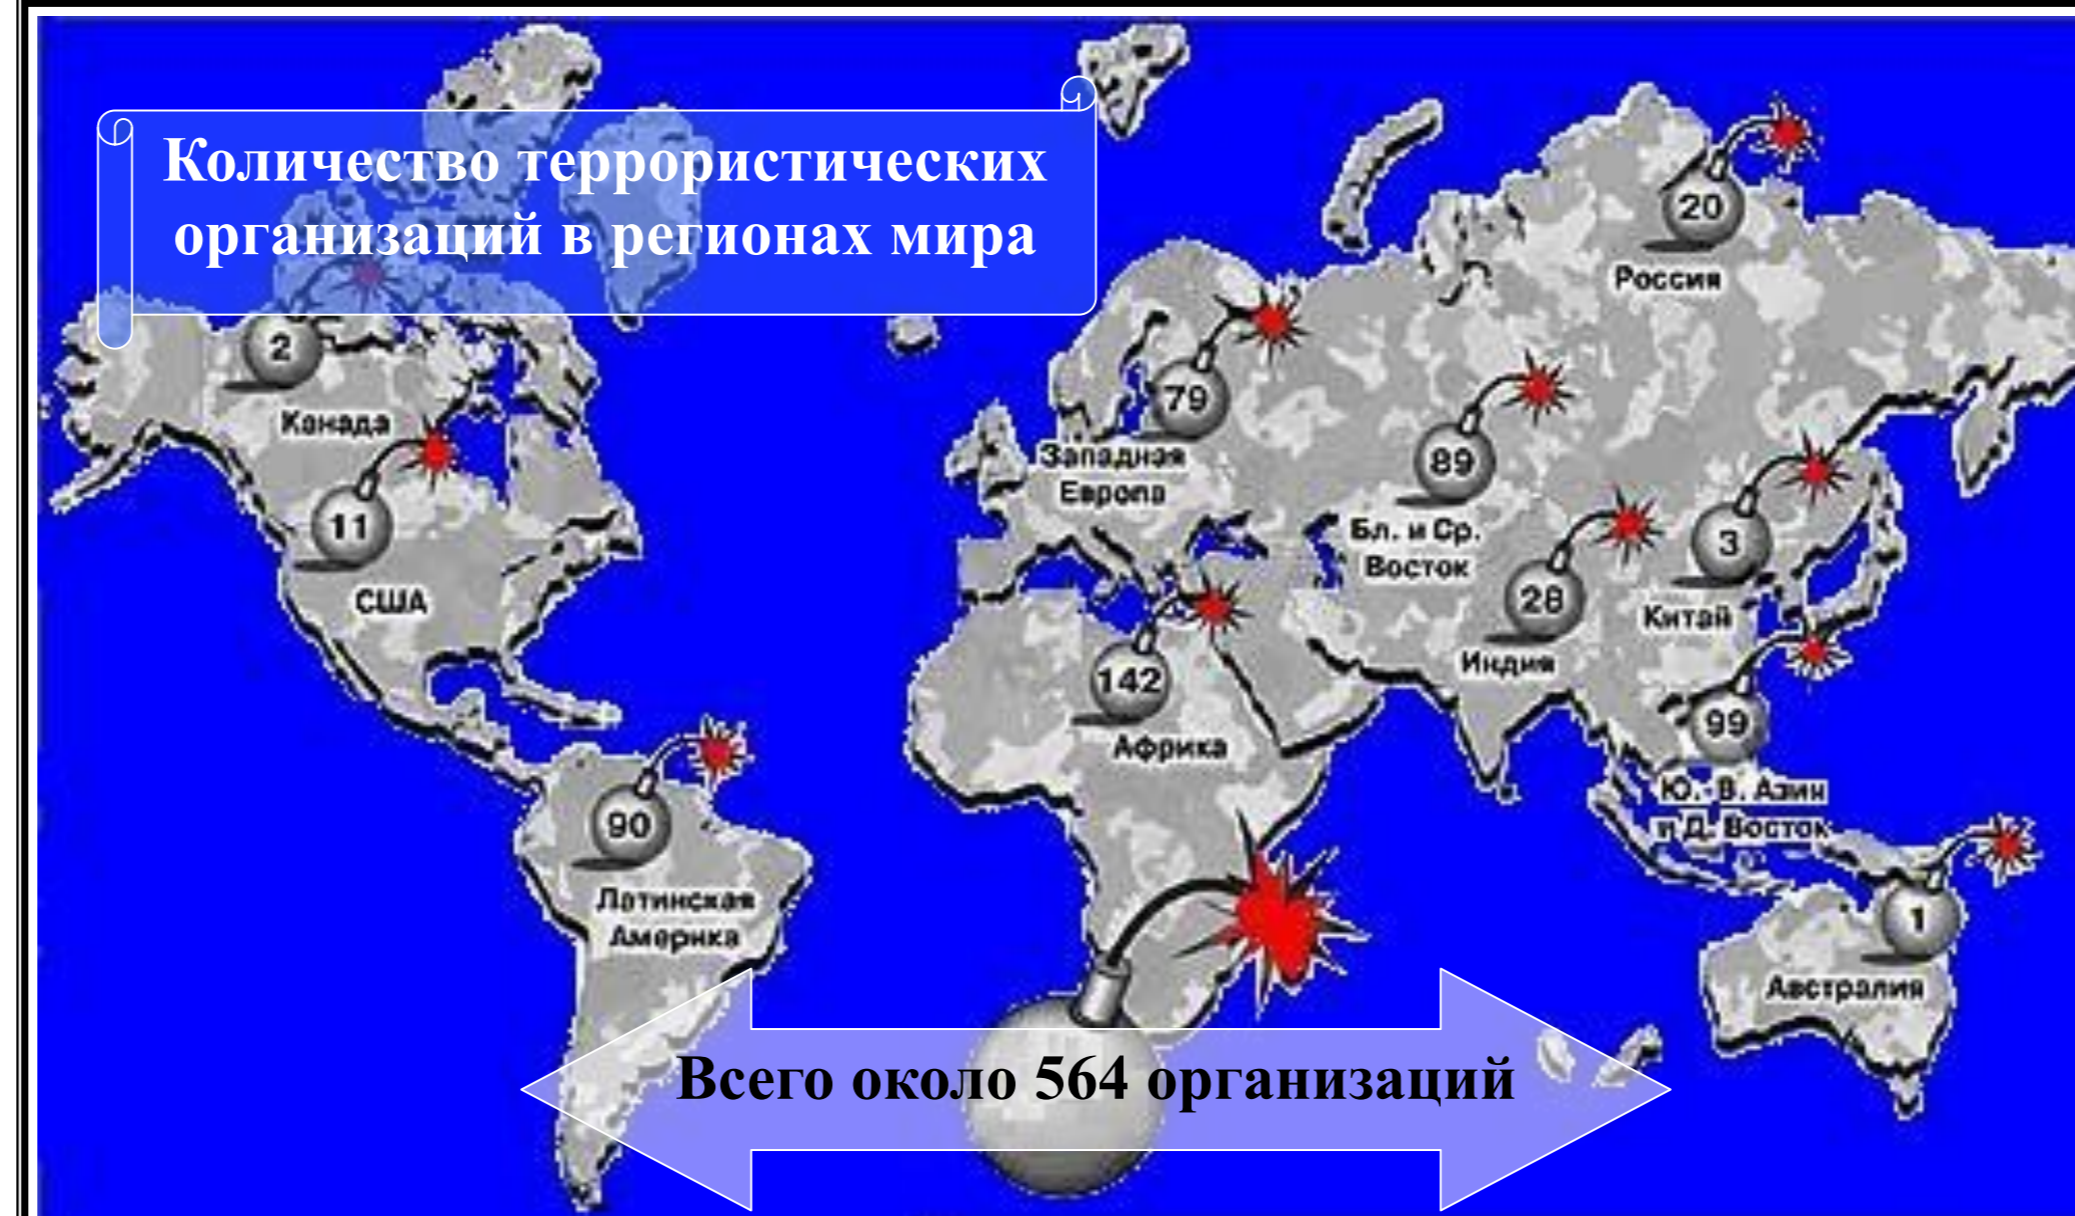 Количество террористических
организаций в регионах мира
20
Россия
2
Канада
79
Западная
Европа
89
Бл. и Ср.
Восток
11
США
3
Китай
28
Индия
142
Африка
99
Ю.-В. Азии
и Д. Восток
90
Латинская
Америка
1
Австралия
Всего около 564 организаций